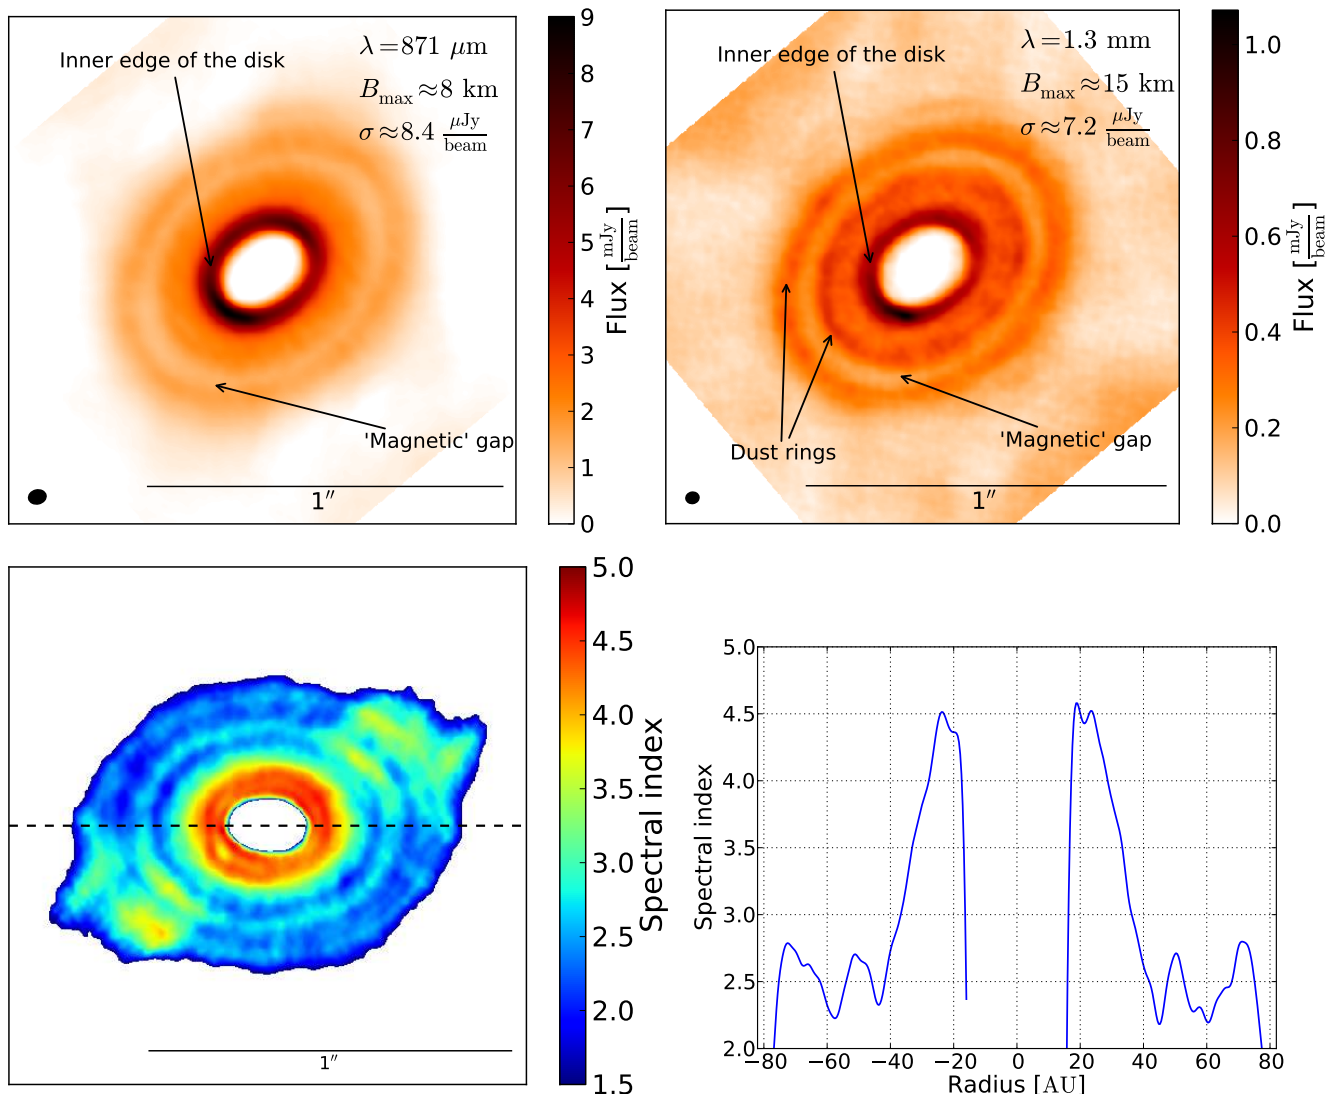 Inner edge of the disk
λ=871 μm
B_max≈8 km
σ≈8.4 μJy/beam
'Magnetic' gap
1″
9
8
7
6
5
4
3
2
1
0
Flux [mJy/beam]
Inner edge of the disk
λ=1.3 mm
B_max≈15 km
σ≈7.2 μJy/beam
Dust rings
'Magnetic' gap
1″
1.0
0.8
0.6
0.4
0.2
0.0
Flux [mJy/beam]
1″
5.0
4.5
4.0
3.5
3.0
2.5
2.0
1.5
Spectral index
5.0
4.5
4.0
3.5
3.0
2.5
2.0
Spectral index
−80 −60 −40 −20 0 20 40 60 80
Radius [AU]